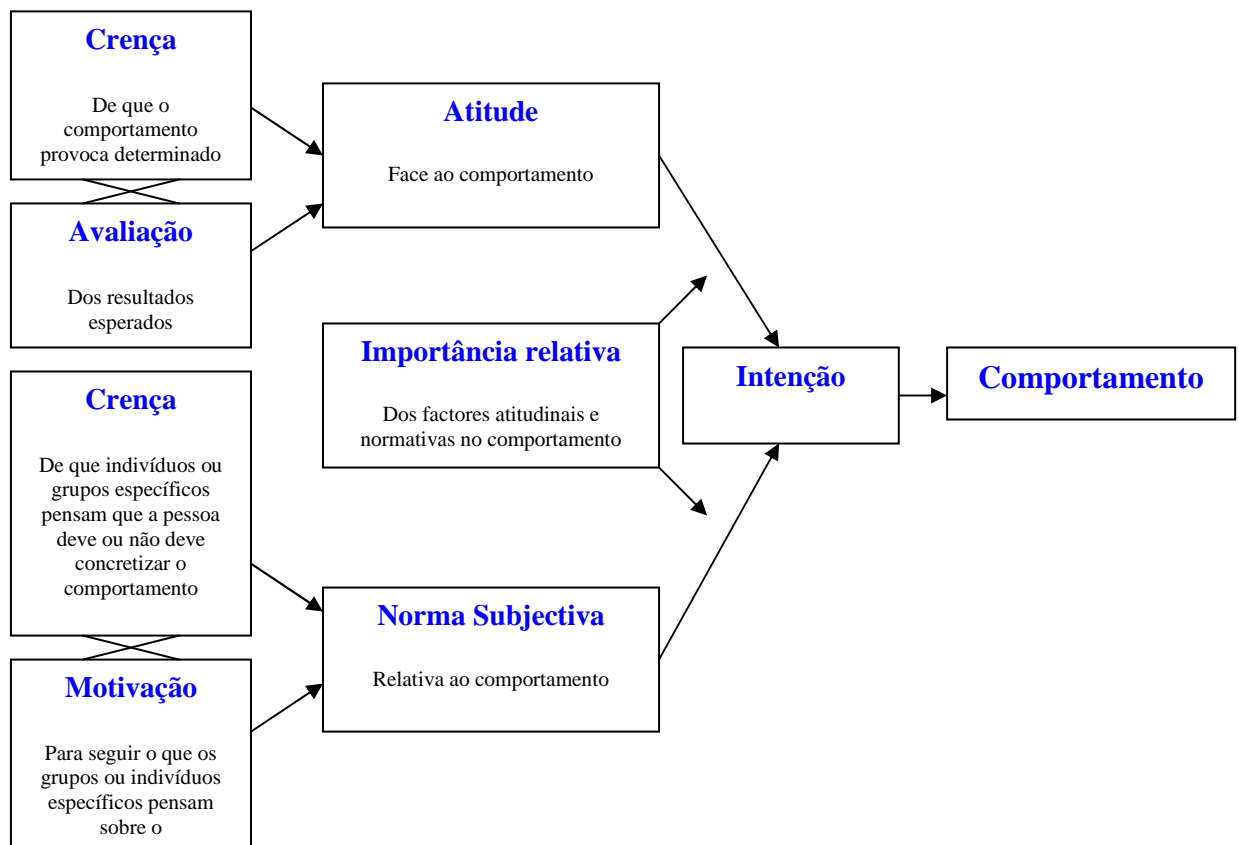 Crença
De que o
comportamento
provoca determinado
Avaliação
Dos resultados
esperados
Crença
De que indivíduos ou
grupos específicos
pensam que a pessoa
deve ou não deve
concretizar o
comportamento
Motivação
Para seguir o que os
grupos ou indivíduos
específicos pensam
sobre o
Atitude
Face ao comportamento
Importância relativa
Dos factores atitudinais e
normativas no comportamento
Norma Subjectiva
Relativa ao comportamento
Intenção
Comportamento